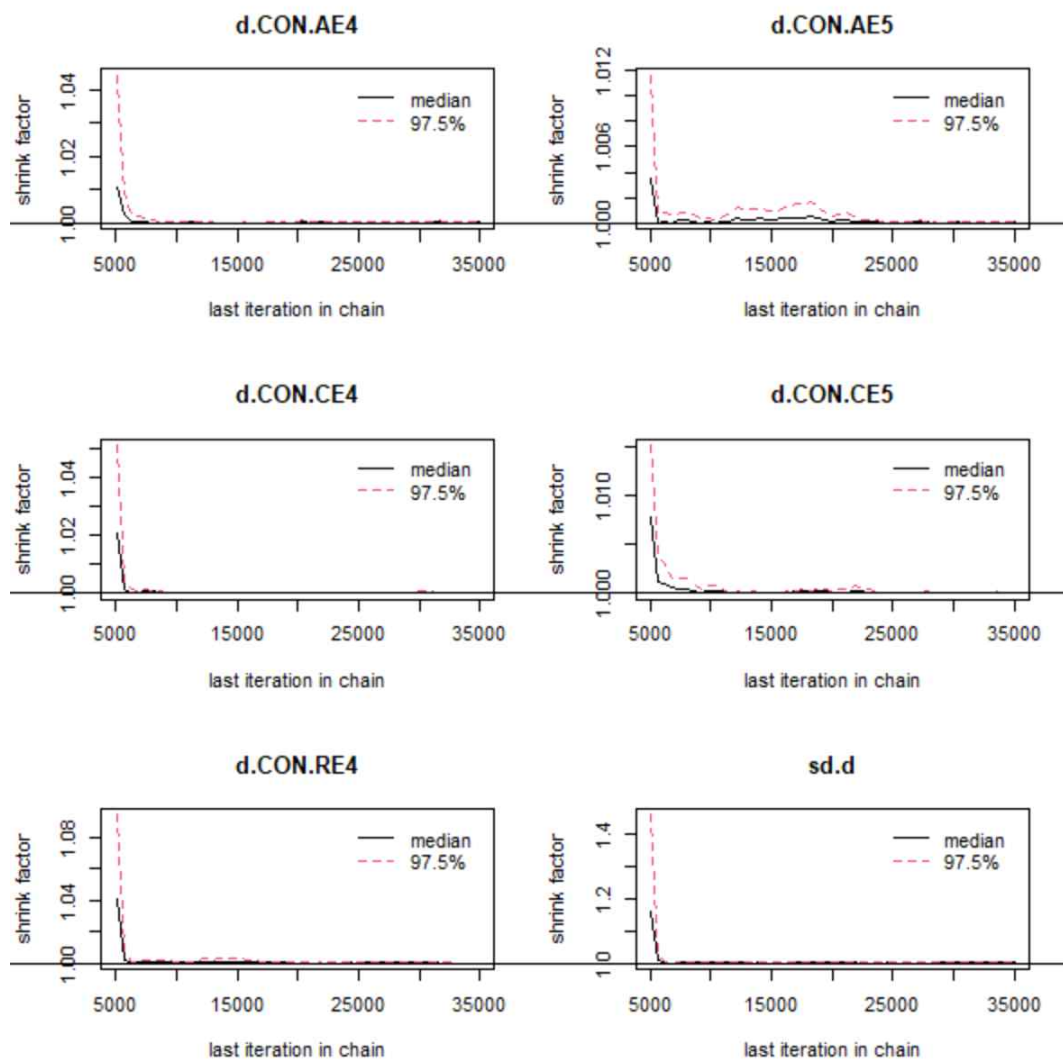 d.CON.AE4
shrink factor
1.00 1.02 1.04
median
97.5%
5000 15000 25000 35000
last iteration in chain
d.CON.AE5
shrink factor
1.000 1.006 1.012
median
97.5%
5000 15000 25000 35000
last iteration in chain
d.CON.CE4
shrink factor
1.00 1.02 1.04
median
97.5%
5000 15000 25000 35000
last iteration in chain
d.CON.CE5
shrink factor
1.000 1.010
median
97.5%
5000 15000 25000 35000
last iteration in chain
d.CON.RE4
shrink factor
1.00 1.04 1.08
median
97.5%
5000 15000 25000 35000
last iteration in chain
sd.d
shrink factor
1.0 1.2 1.4
median
97.5%
5000 15000 25000 35000
last iteration in chain